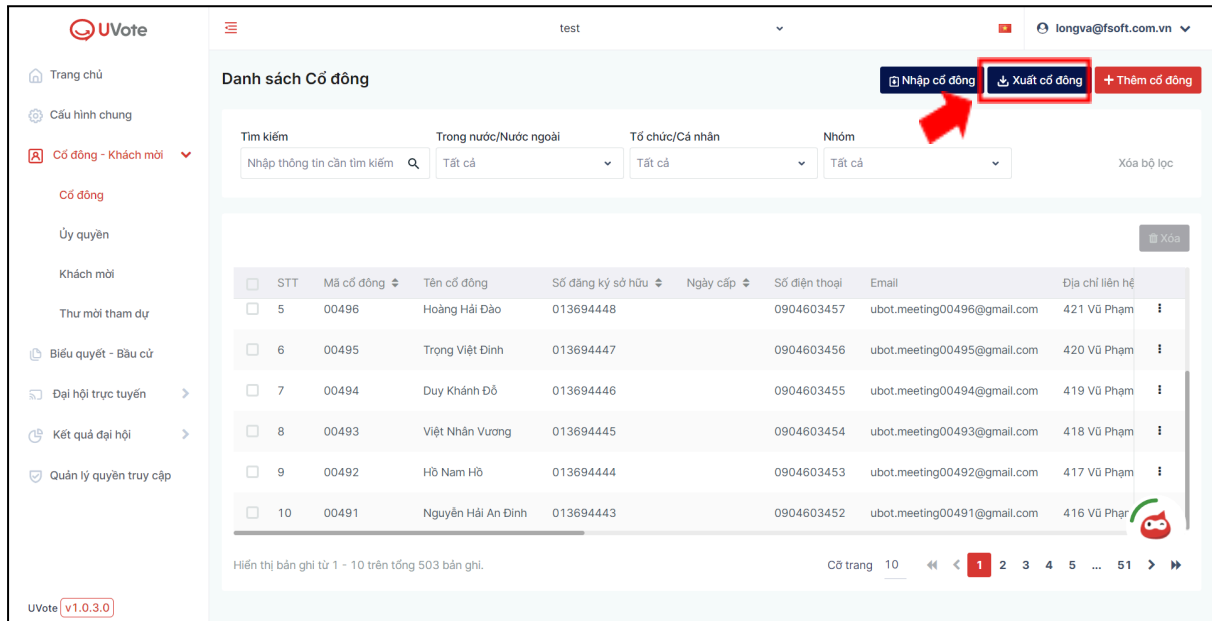 UVote
test
longva@fsoft.com.vn
Trang chủ
Cấu hình chung
Cổ đông - Khách mời
Cổ đông
Ủy quyền
Khách mời
Thư mời tham dự
Biểu quyết - Bầu cử
Đại hội trực tuyến
Kết quả đại hội
Quản lý quyền truy cập
UVote v1.0.3.0
Danh sách Cổ đông
Nhập cổ đông Xuất cổ đông + Thêm cổ đông
Tìm kiếm Trong nước/Nước ngoài Tổ chức/Cá nhân Nhóm
Nhập thông tin cần tìm kiếm Tất cả Tất cả Tất cả Xóa bộ lọc
Xóa
STT Mã cổ đông Tên cổ đông Số đăng ký sở hữu Ngày cấp Số điện thoại Email Địa chỉ liên hệ
5 00496 Hoàng Hải Đào 013694448 0904603457 ubot.meeting00496@gmail.com 421 Vũ Phạm
6 00495 Trọng Việt Đinh 013694447 0904603456 ubot.meeting00495@gmail.com 420 Vũ Phạm
7 00494 Duy Khánh Đỗ 013694446 0904603455 ubot.meeting00494@gmail.com 419 Vũ Phạm
8 00493 Việt Nhân Vương 013694445 0904603454 ubot.meeting00493@gmail.com 418 Vũ Phạm
9 00492 Hồ Nam Hồ 013694444 0904603453 ubot.meeting00492@gmail.com 417 Vũ Phạm
10 00491 Nguyễn Hải An Đinh 013694443 0904603452 ubot.meeting00491@gmail.com 416 Vũ Phạm
Hiển thị bản ghi từ 1 - 10 trên tổng 503 bản ghi.
Cỡ trang 10 1 2 3 4 5 ... 51